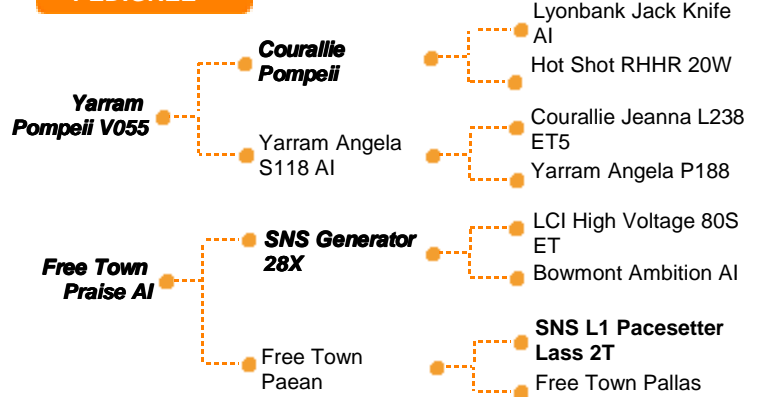 Lyonbank Jack Knife
AI
Courallie
Pompeii
Hot Shot RHHR 20W
Yarram
Pompeii V055
Courallie Jeanna L238
ET5
Yarram Angela
S118 AI
Yarram Angela P188
LCI High Voltage 80S
ET
SNS Generator
28X
Bowmont Ambition AI
Free Town
Praise AI
SNS L1 Pacesetter
Lass 2T
Free Town
Paean
Free Town Pallas